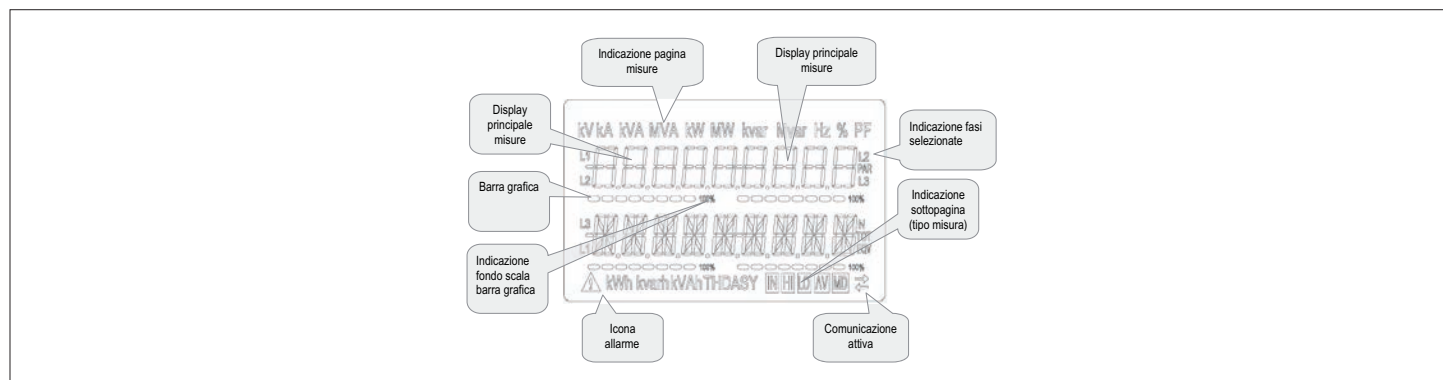 Indicazione pagina
misure
Display principale
misure
Display
principale
misure
Indicazione fasi
selezionate
kV kA kVA MVA kW MW kvar Mvar Hz % PF
L1
L2
L2
PAR
L3
Barra grafica
100%
100%
Indicazione
sottopagina
(tipo misura)
L3
L1
N
TOT
EQV
Indicazione
fondo scala
barra grafica
100%
100%
kWh kvarh kVAh THD ASY IN HI LO AV MD
Icona
allarme
Comunicazione
attiva